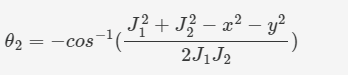 θ₂ = -cos⁻¹((J₁² + J₂² - x² - y²) / (2J₁J₂))